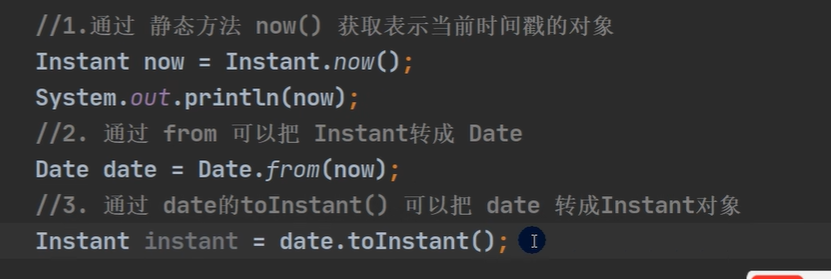 //1.通过 静态方法 now() 获取表示当前时间戳的对象
Instant now = Instant.now();
System.out.println(now);
//2. 通过 from 可以把 Instant转成 Date
Date date = Date.from(now);
//3. 通过 date的toInstant() 可以把 date 转成Instant对象
Instant instant = date.toInstant();